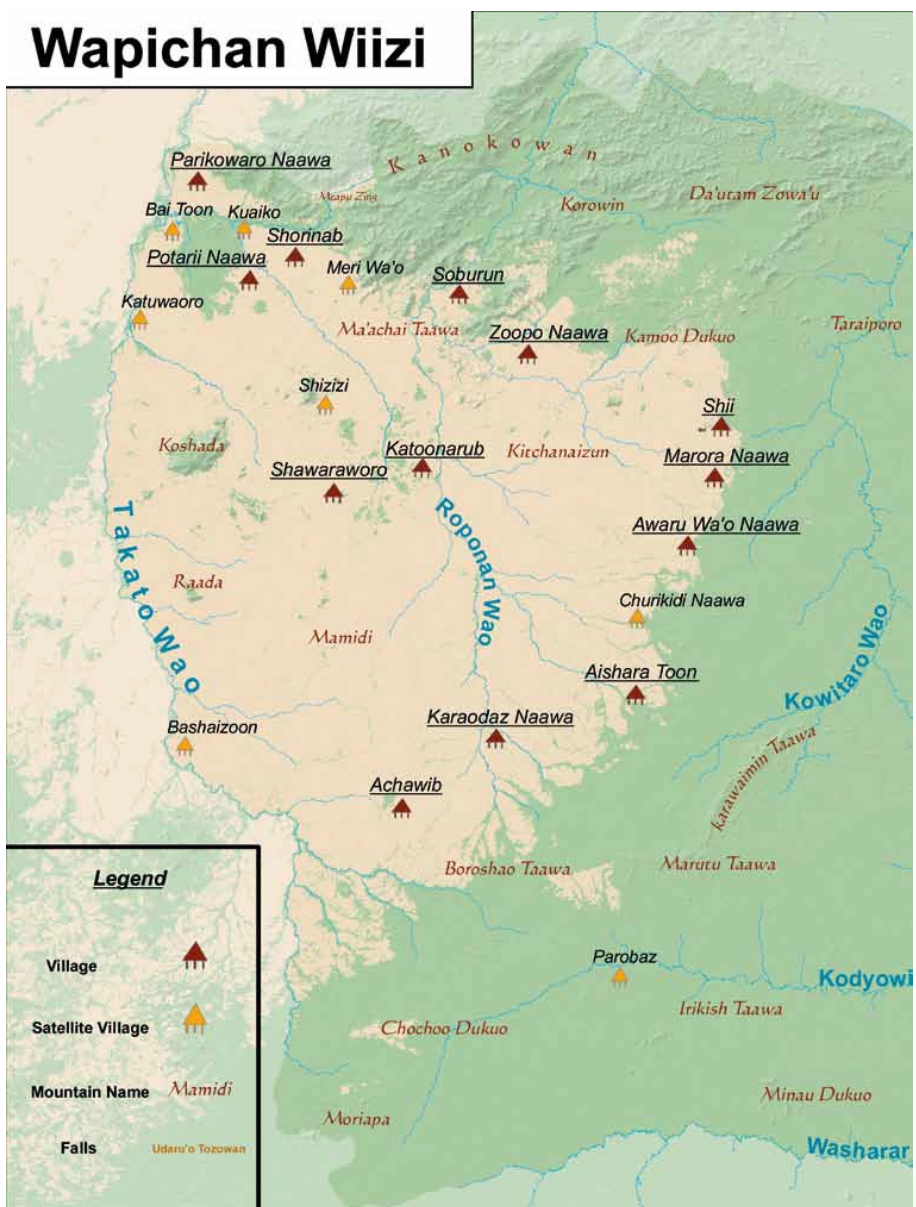 Wapichan Wiizi
Kanokowan
Parikowaro Naawa
Meapu Zing
Da'utam Zowa'u
Korowin
Bai Toon
Kuaiko
Shorinab
Potarii Naawa
Meri Wa'o
Soburun
Katuwaoro
Ma'achai Taawa
Zoopo Naawa
Kamoo Dukuo
Taraiporo
Shizizi
Shii
Koshada
Katoonarub
Kitchanaizun
Marora Naawa
Shawaraworo
Takato Wao
Roponan Wao
Awaru Wa'o Naawa
Raada
Churikidi Naawa
Mamidi
Aishara Toon
Kowitaro Wao
Karaodaz Naawa
Bashaizoon
karawaimin Taawa
Achawib
Boroshao Taawa
Marutu Taawa
Legend
Village
Satellite Village
Mountain Name Mamidi
Falls Udaru'o Tozowan
Parobaz
Kodyowi
Irikish Taawa
Chochoo Dukuo
Minau Dukuo
Moriapa
Washarar